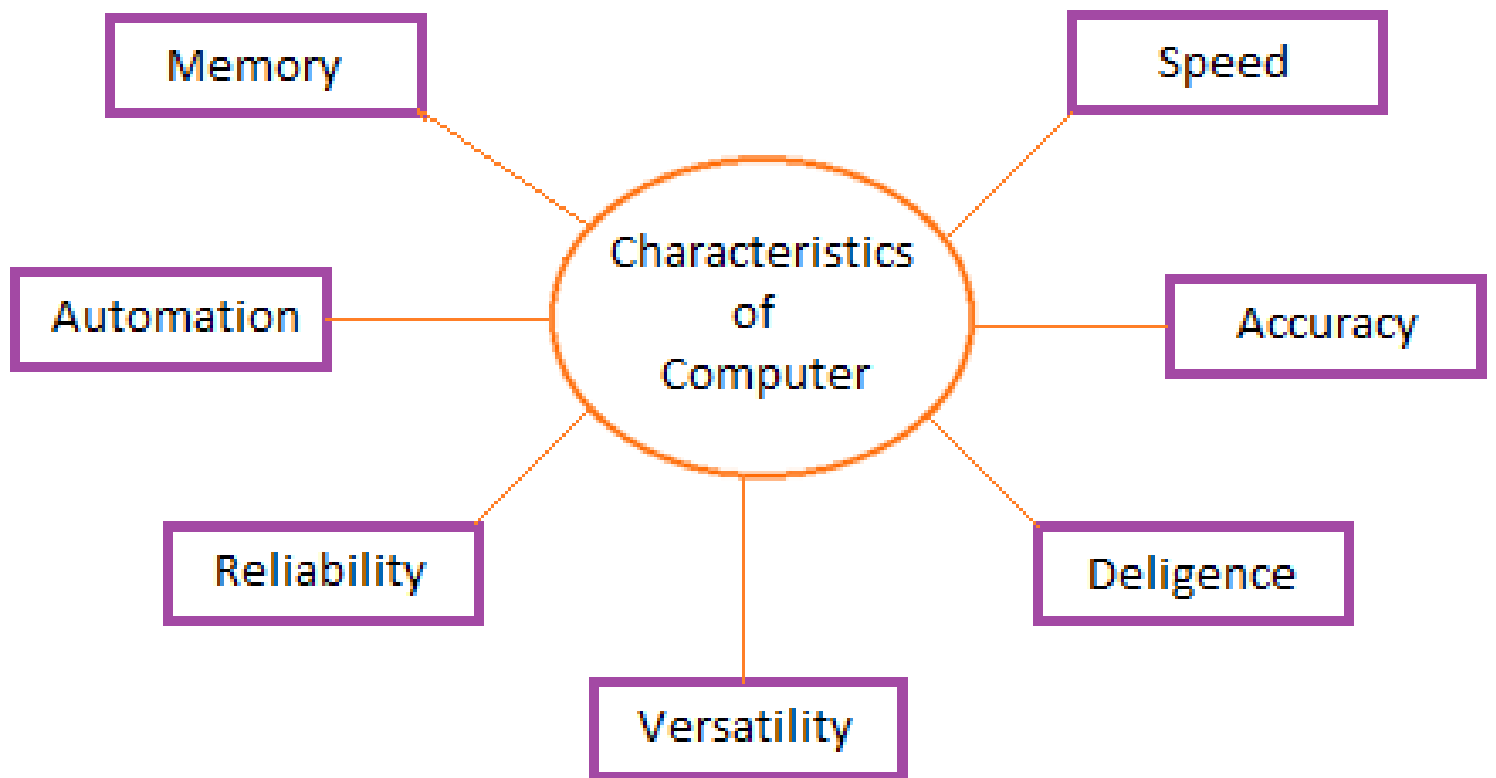 Memory
Speed
Characteristics
of
Computer
Automation
Accuracy
Reliability
Deligence
Versatility